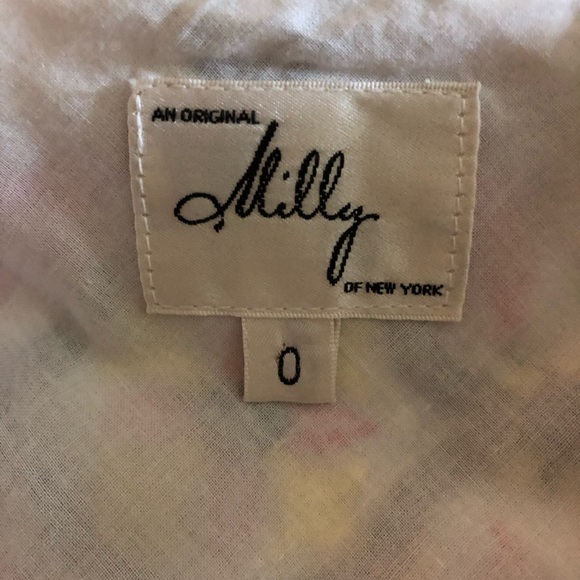 AN ORIGINAL
Milly
OF NEW YORK
0